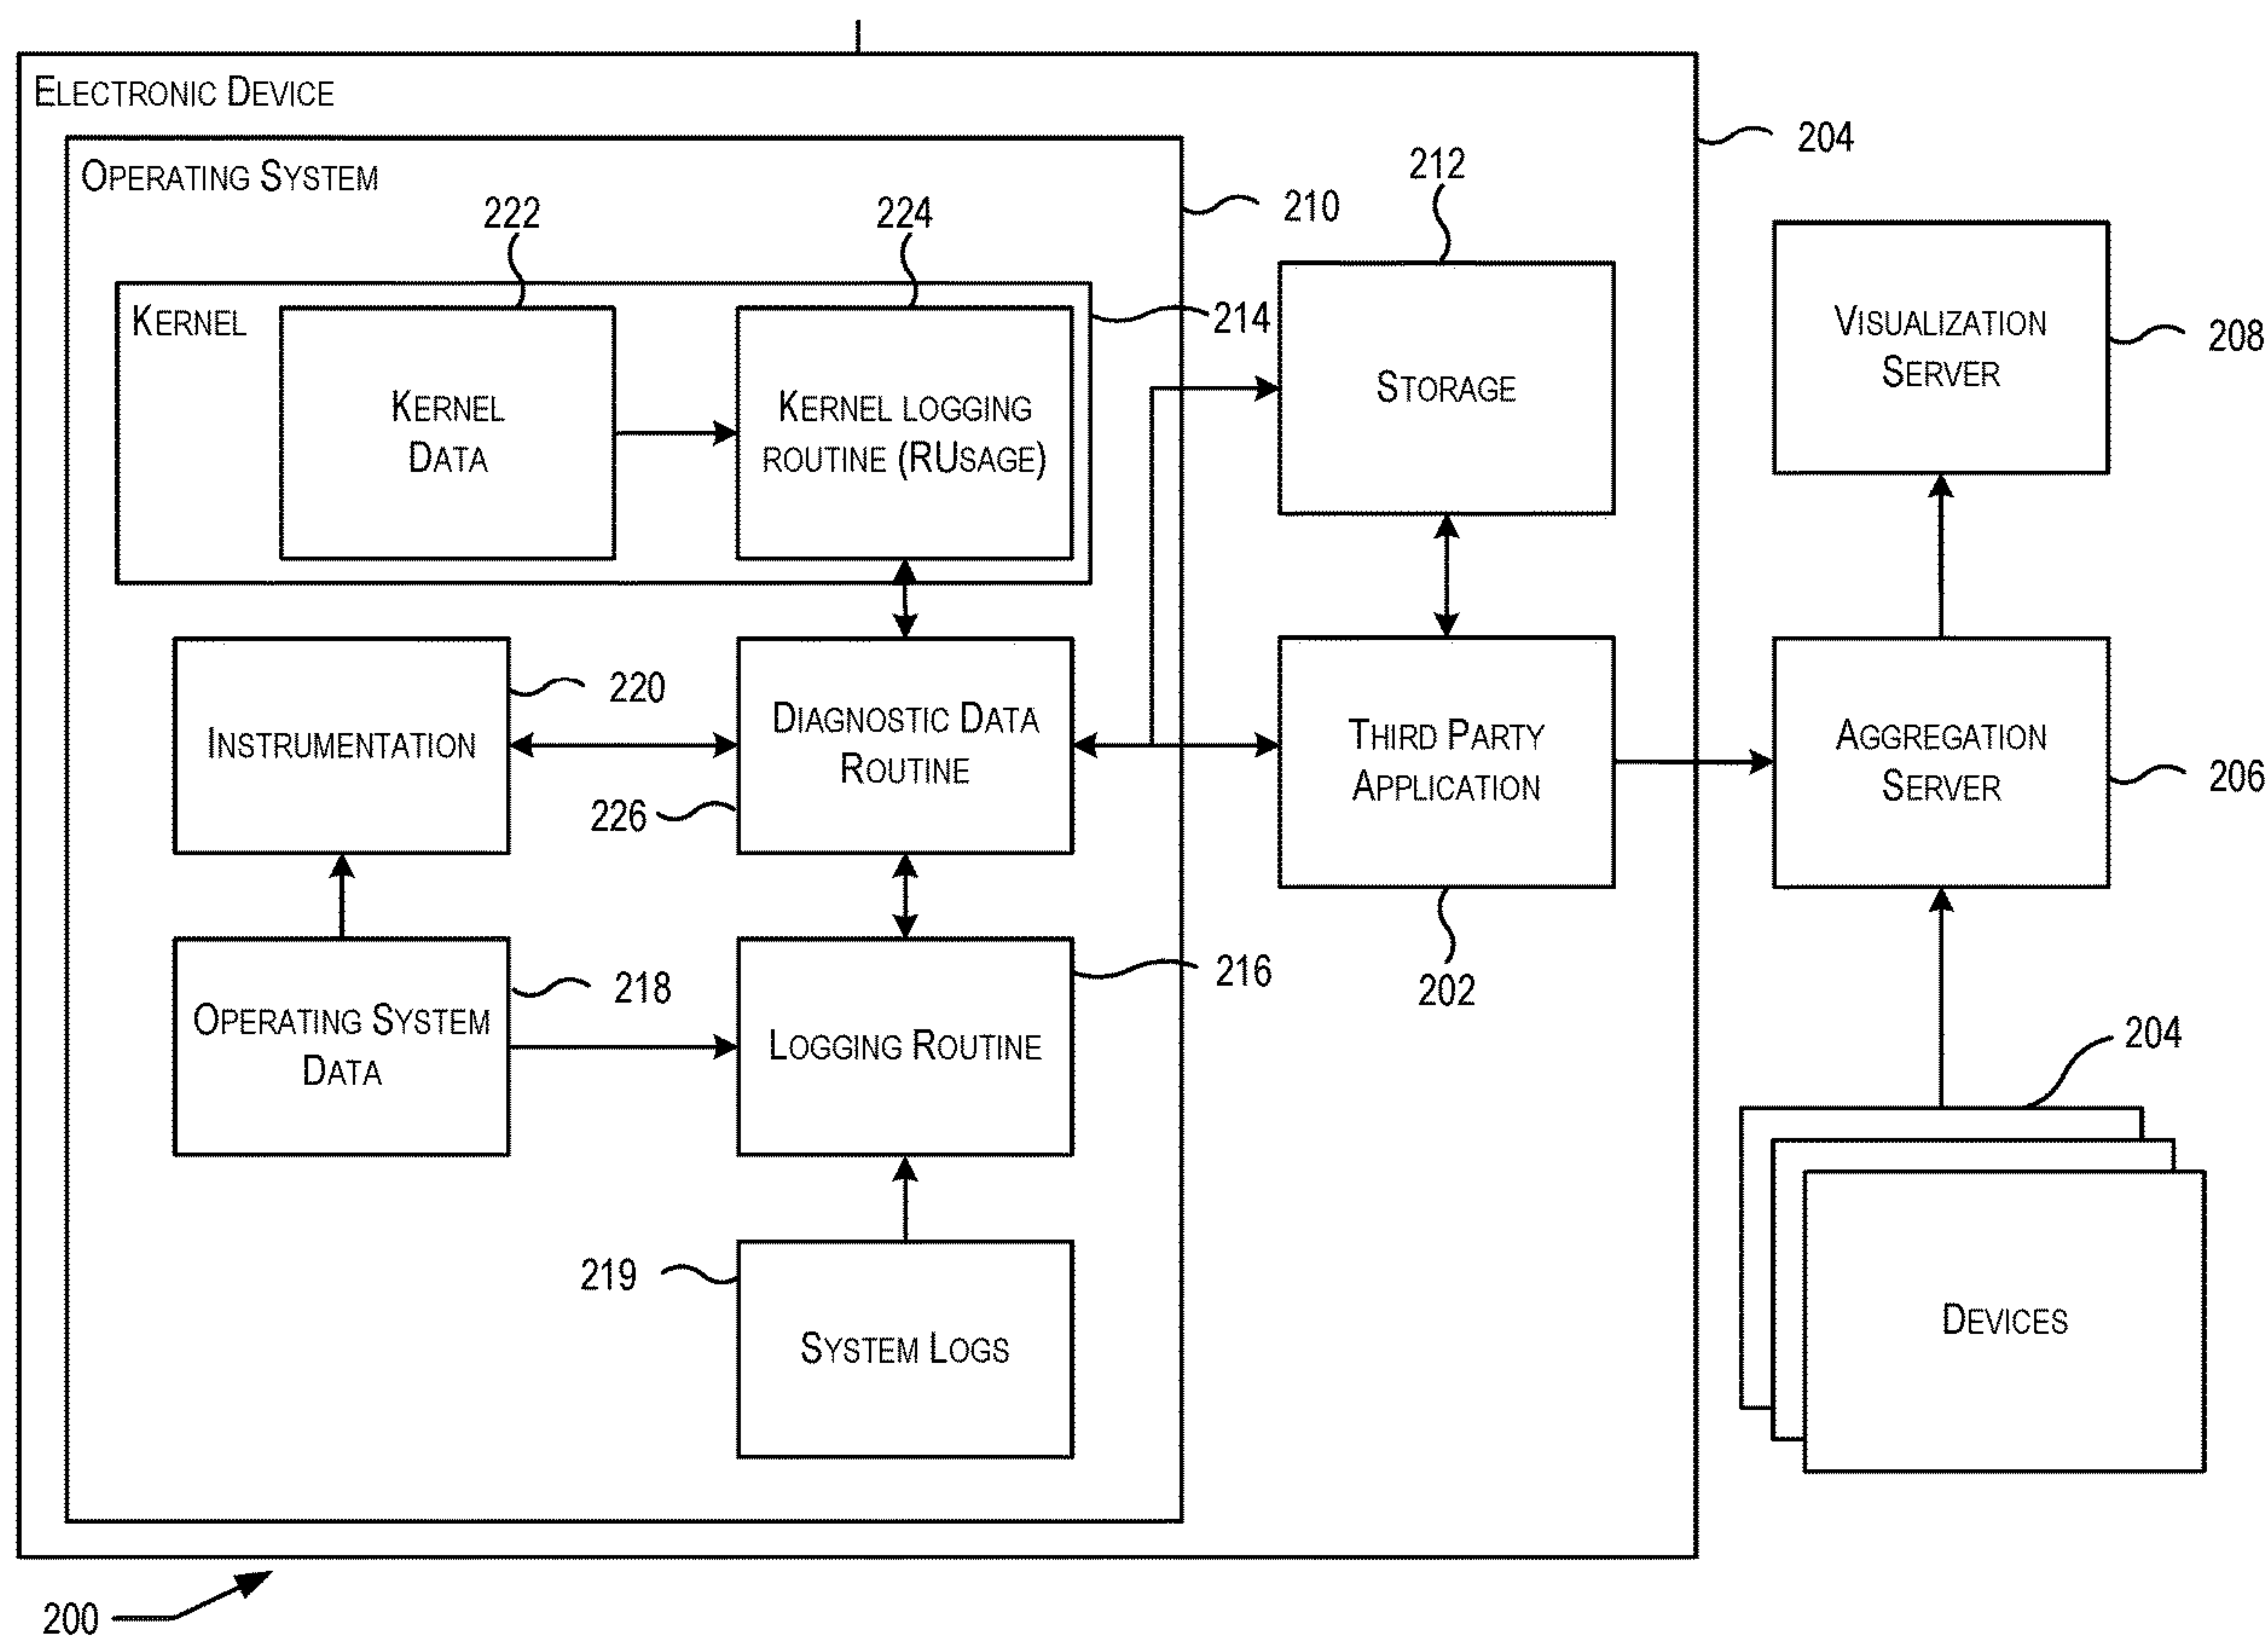 ELECTRONIC DEVICE
204
OPERATING SYSTEM
212
210
222
224
KERNEL
214
KERNEL
DATA
KERNEL LOGGING
ROUTINE (RUSAGE)
STORAGE
VISUALIZATION
SERVER
208
INSTRUMENTATION
220
DIAGNOSTIC DATA
ROUTINE
226
THIRD PARTY
APPLICATION
202
AGGREGATION
SERVER
206
OPERATING SYSTEM
DATA
218
LOGGING ROUTINE
216
204
DEVICES
219
SYSTEM LOGS
200